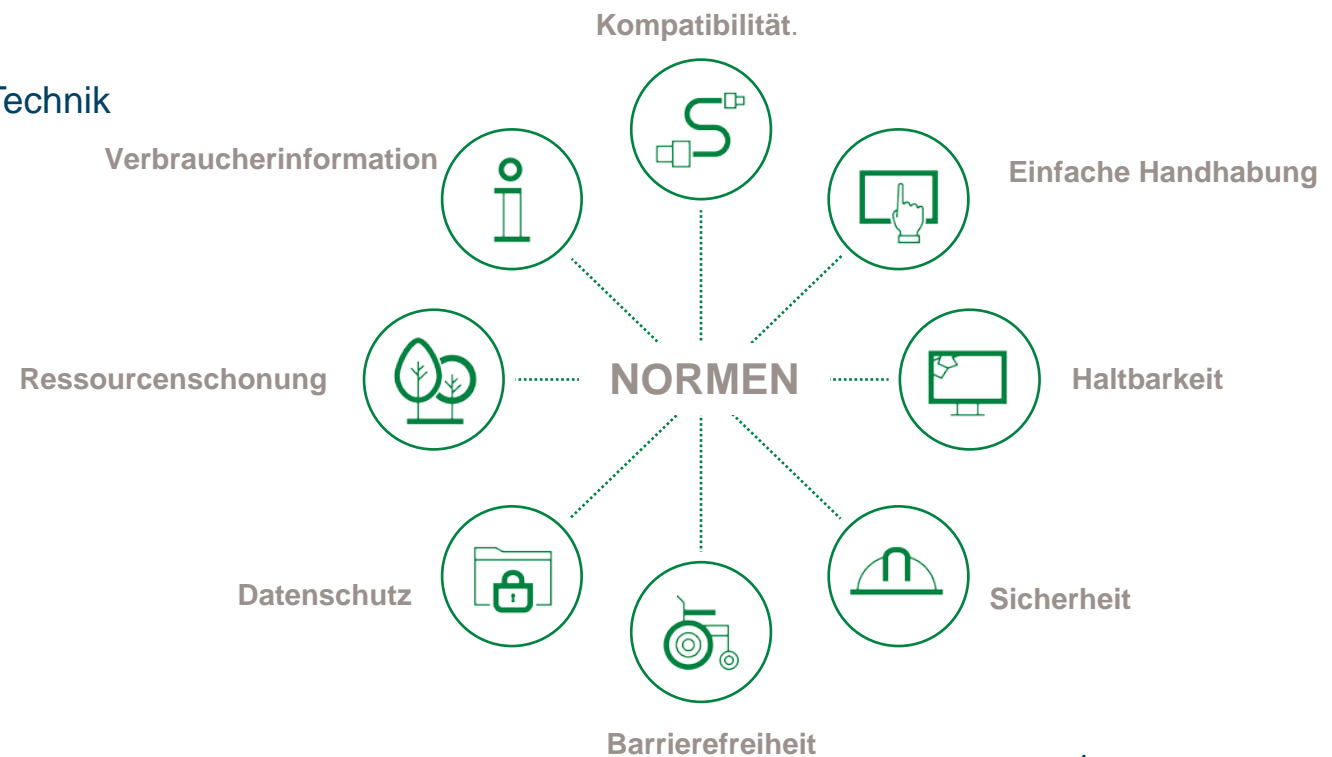 Kompatibilität.
Technik
Verbraucherinformation
Einfache Handhabung
Ressourcenschonung
NORMEN
Haltbarkeit
Datenschutz
Sicherheit
Barrierefreiheit